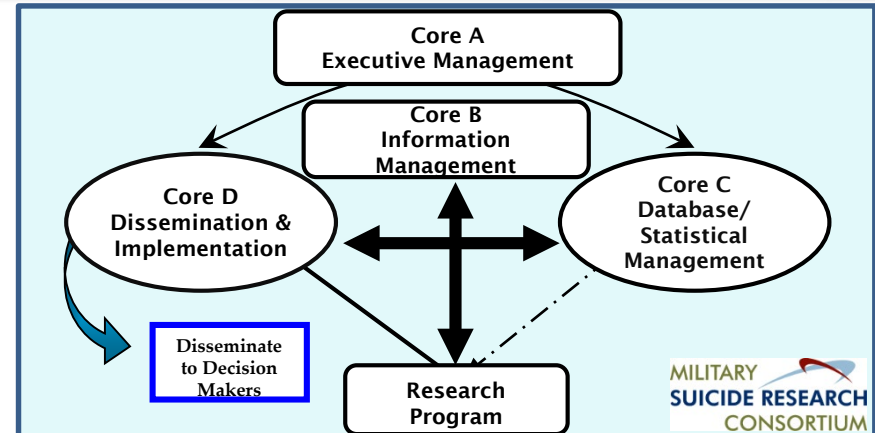 Core A
Executive Management
Core B
Information
Management
Core D
Dissemination &
Implementation
Core C
Database/
Statistical
Management
Disseminate
to Decision
Makers
Research
Program
MILITARY
SUICIDE RESEARCH
CONSORTIUM